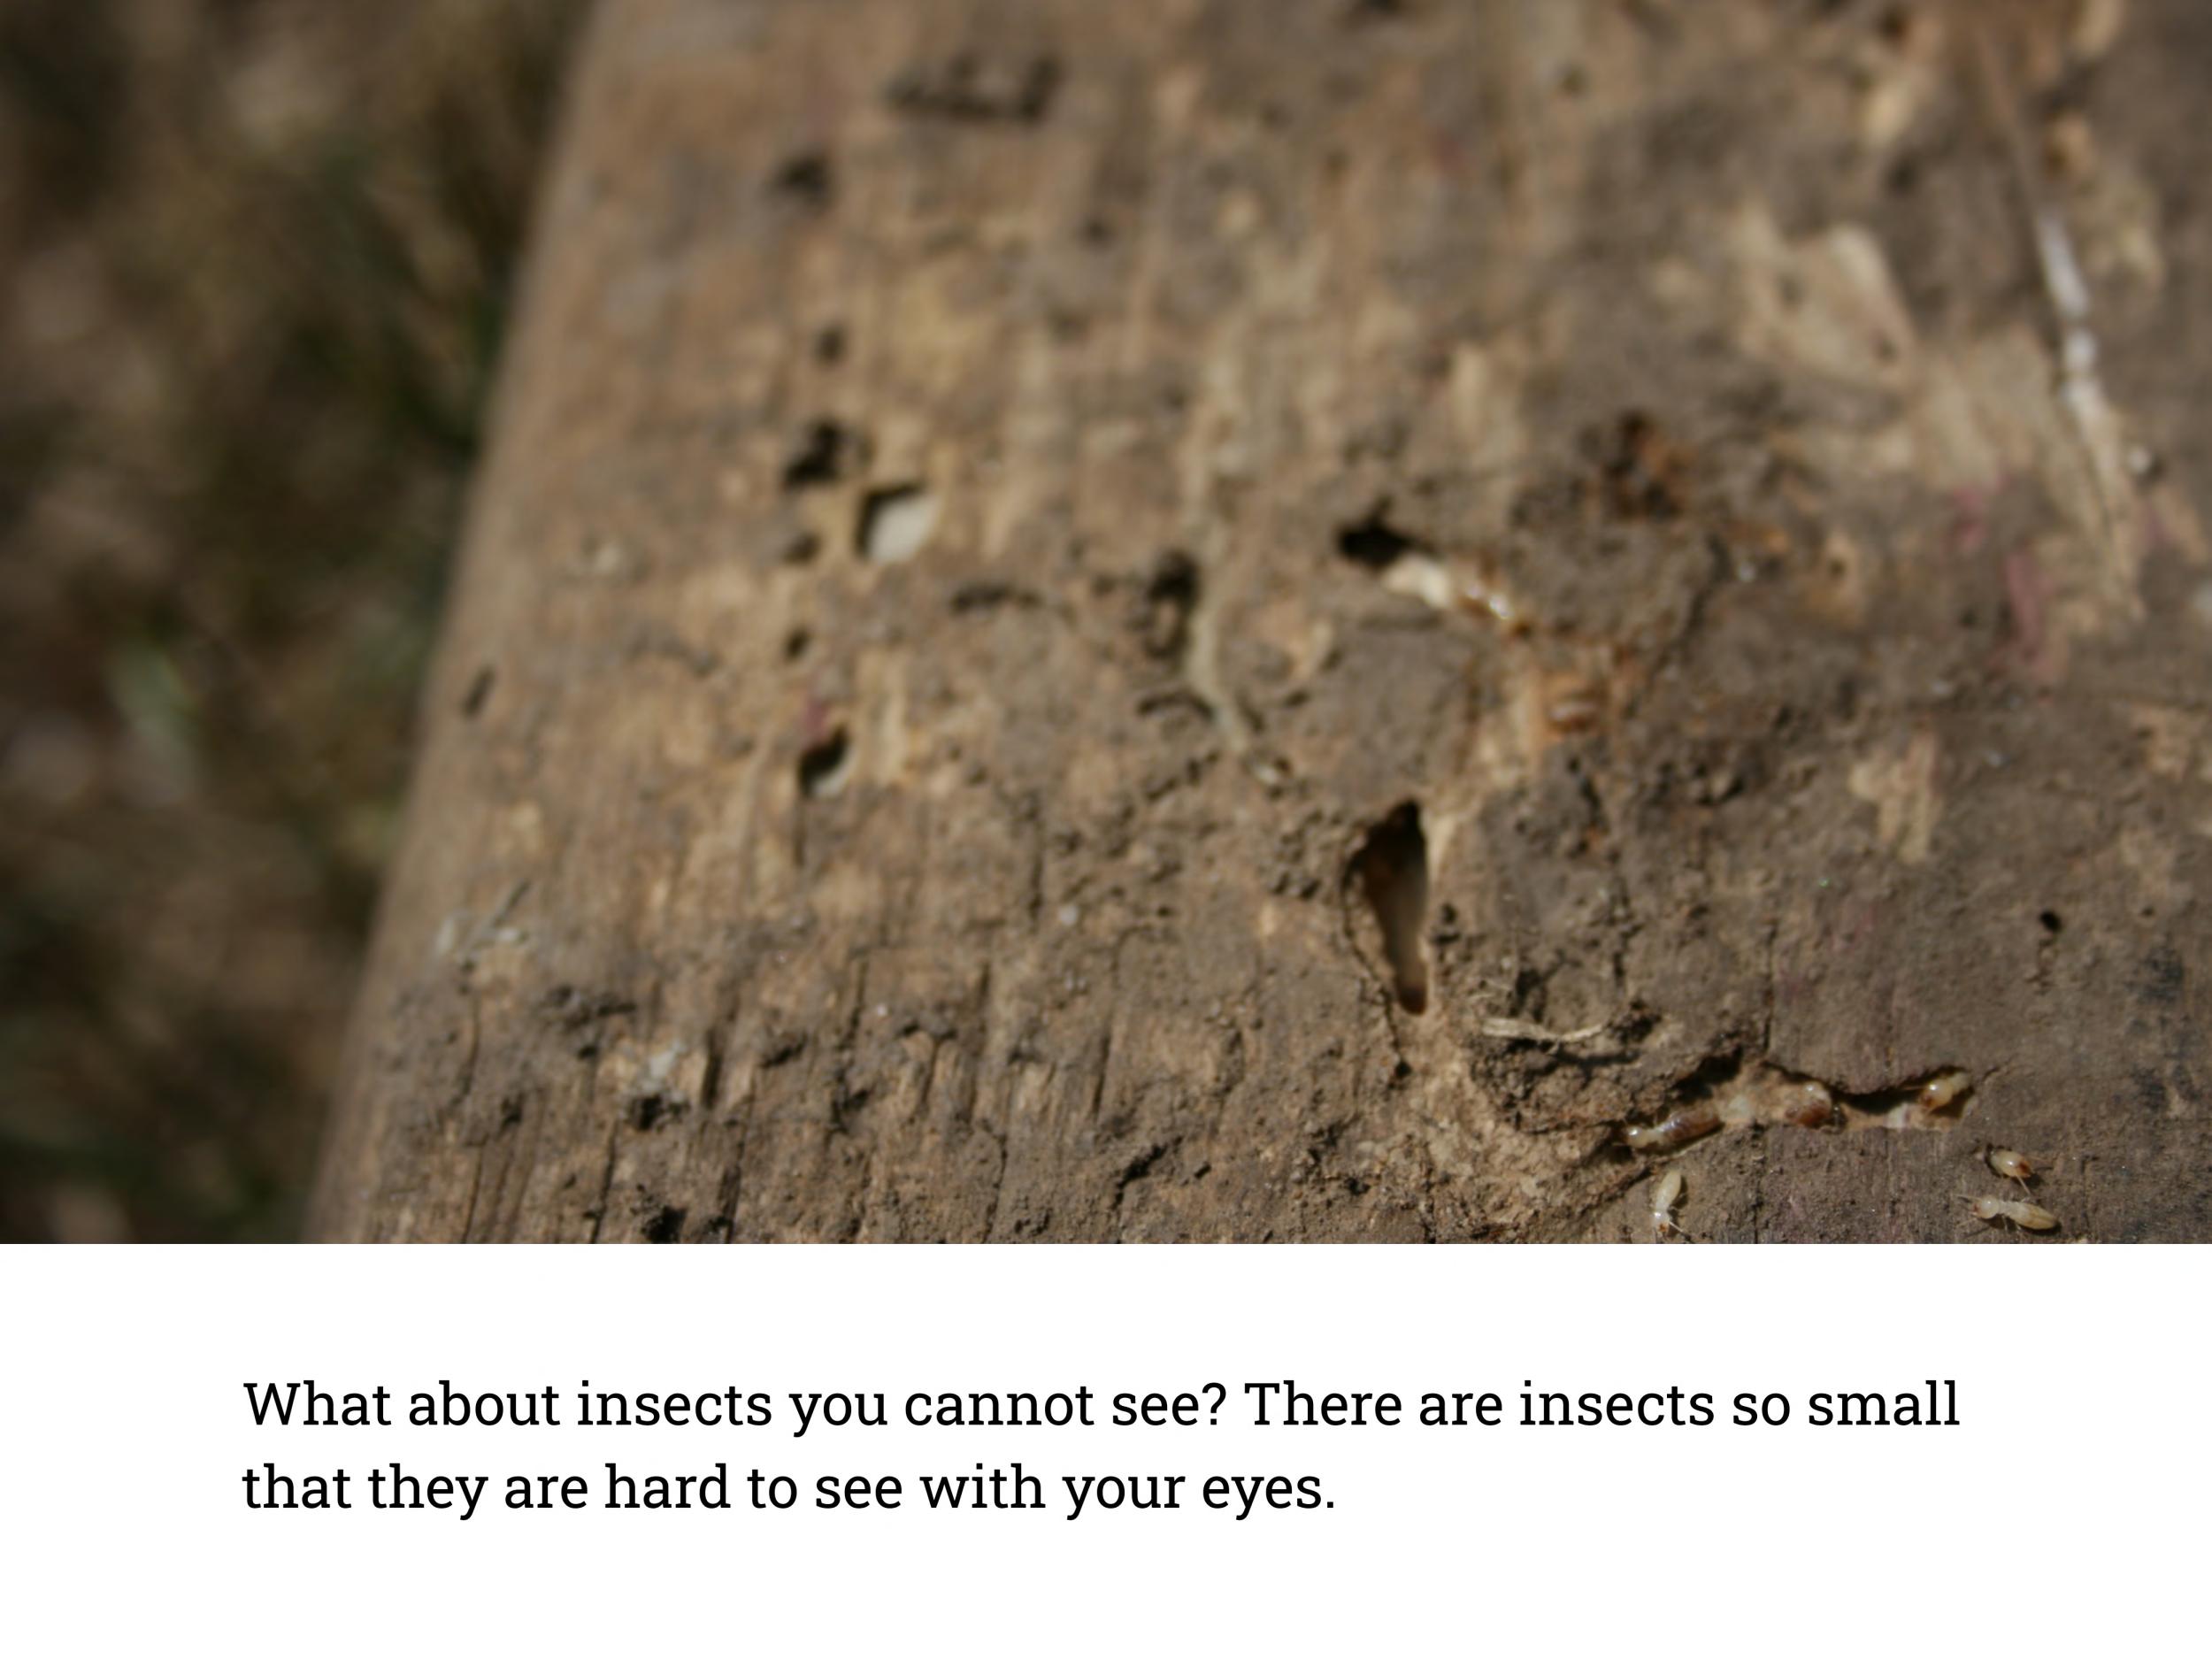 What about insects you cannot see? There are insects so small
that they are hard to see with your eyes.